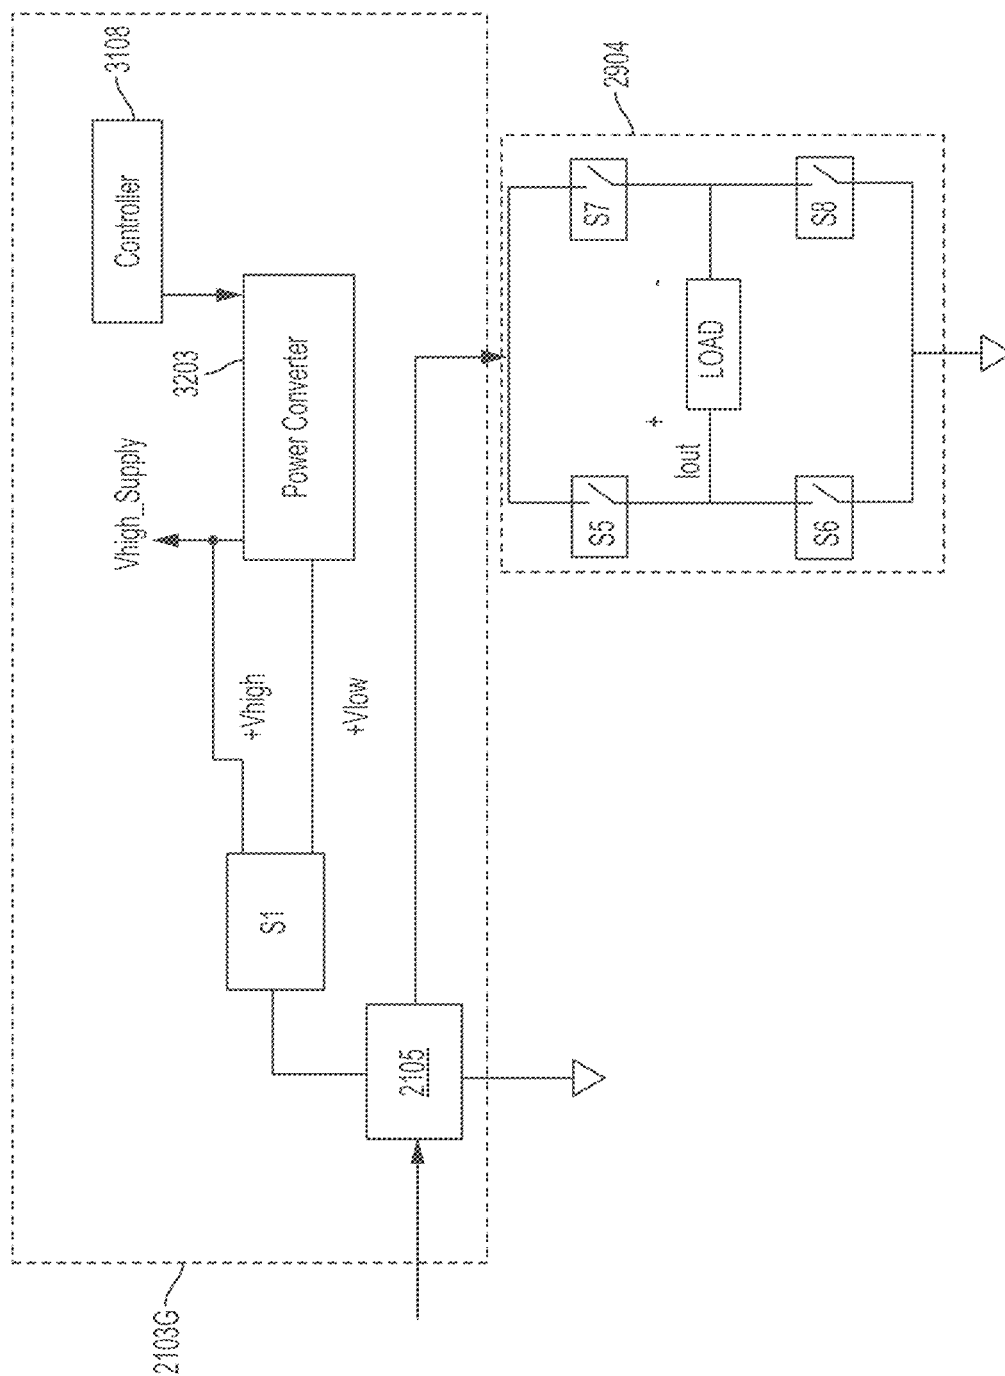 2103G
3108
Controller
3203
Power Converter
Vhigh_Supply
+Vhigh
+Vlow
S1
2105
2904
S5
S7
Iout
+
-
LOAD
S6
S8